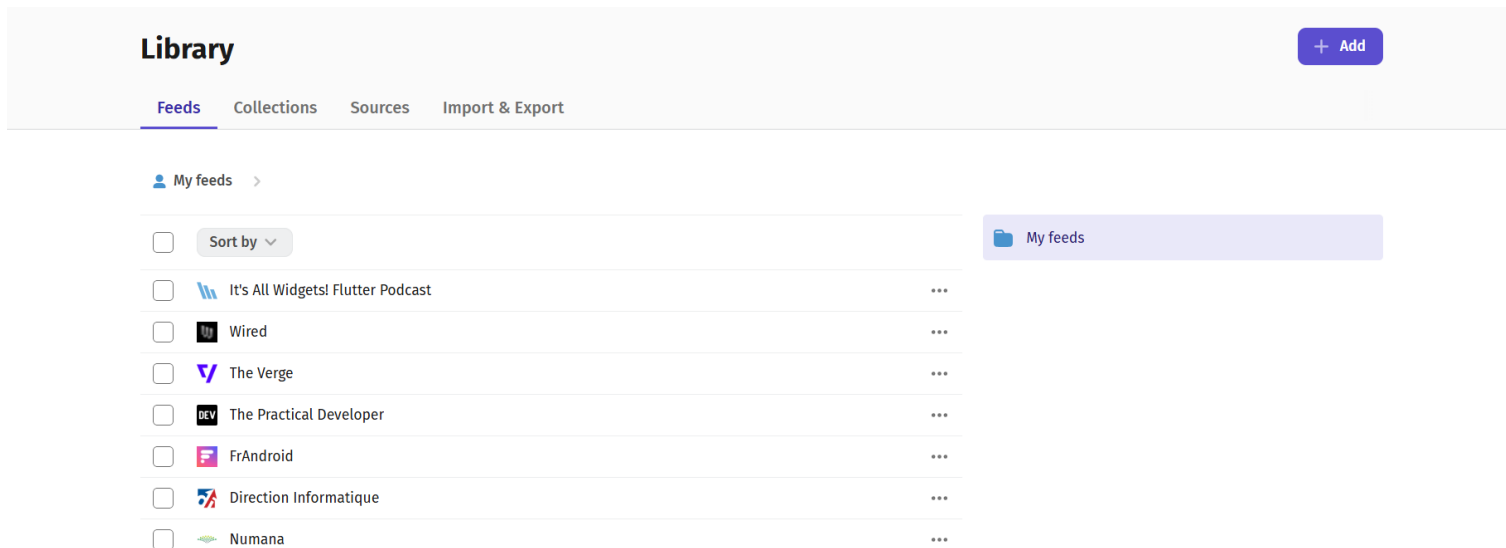 Library
Add
Feeds Collections Sources Import & Export
My feeds
Sort by
My feeds
It's All Widgets! Flutter Podcast
Wired
The Verge
DEV The Practical Developer
FrAndroid
Direction Informatique
Numana